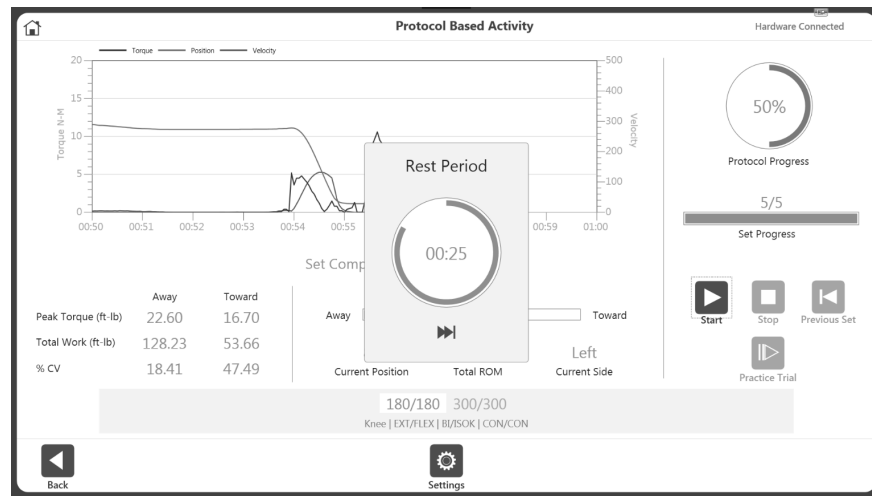 Protocol Based Activity
Hardware Connected
Torque Position Velocity
20
15
10
5
0
Torque N-M
500
400
300
200
100
0
Velocity
00:50 00:51 00:52 00:53 00:54 00:55 00:59 01:00
Rest Period
00:25
50%
Protocol Progress
5/5
Set Progress
Set Comp
Away Toward
Peak Torque (ft-lb) 22.60 16.70
Total Work (ft-lb) 128.23 53.66
% CV 18.41 47.49
Away Toward
Left
Current Position Total ROM Current Side
Start Stop Previous Set
Practice Trial
180/180 300/300
Knee | EXT/FLEX | BI/ISOK | CON/CON
Back
Settings